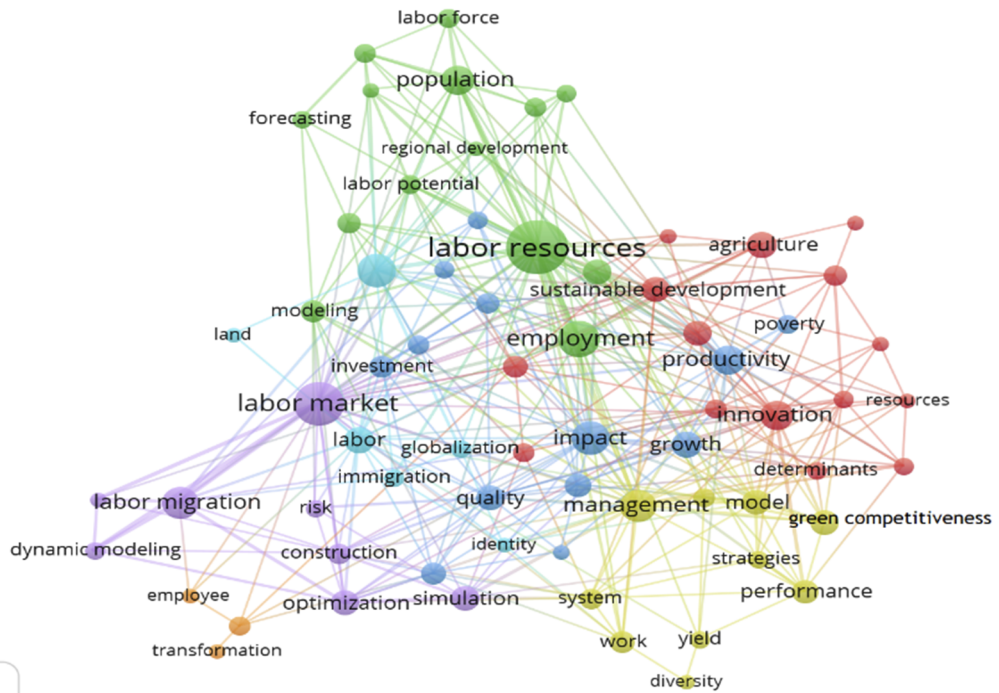 labor force
population
forecasting
regional development
labor potential
labor resources
agriculture
sustainable development
modeling
poverty
land
employment
productivity
investment
labor market
resources
innovation
labor
globalization
impact
growth
determinants
immigration
labor migration
risk
quality
management
model
green competitiveness
dynamic modeling
construction
identity
strategies
employee
optimization
simulation
system
performance
transformation
work
yield
diversity